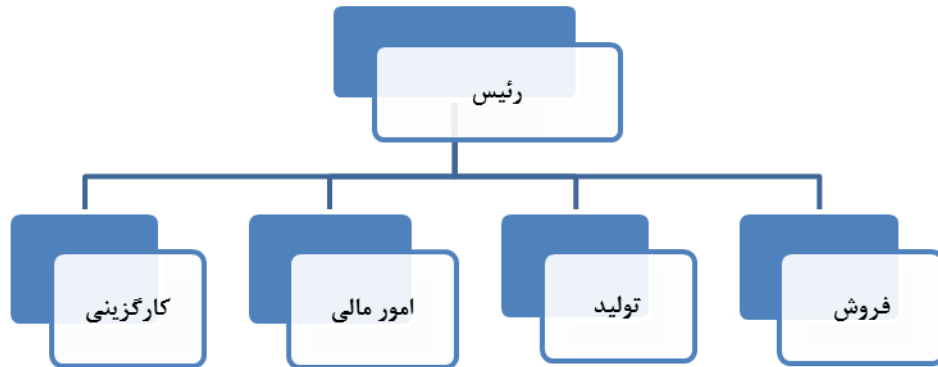 رئیس
فروش
تولید
امور مالی
کارگزینی